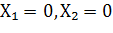 X₁ = 0, X₂ = 0